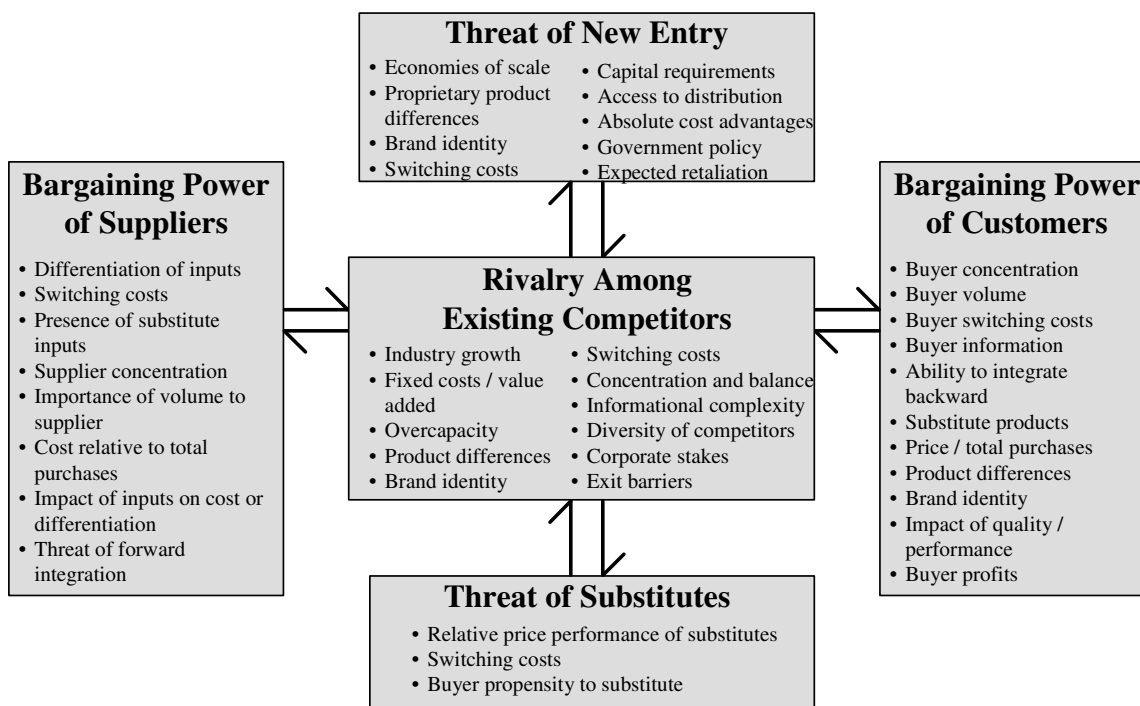 Threat of New Entry
• Economies of scale
• Proprietary product
differences
• Brand identity
• Switching costs
• Capital requirements
• Access to distribution
• Absolute cost advantages
• Government policy
• Expected retaliation
Bargaining Power
of Suppliers
• Differentiation of inputs
• Switching costs
• Presence of substitute
inputs
• Supplier concentration
• Importance of volume to
supplier
• Cost relative to total
purchases
• Impact of inputs on cost or
differentiation
• Threat of forward
integration
Rivalry Among
Existing Competitors
• Industry growth
• Fixed costs / value
added
• Overcapacity
• Product differences
• Brand identity
• Switching costs
• Concentration and balance
• Informational complexity
• Diversity of competitors
• Corporate stakes
• Exit barriers
Bargaining Power
of Customers
• Buyer concentration
• Buyer volume
• Buyer switching costs
• Buyer information
• Ability to integrate
backward
• Substitute products
• Price / total purchases
• Product differences
• Brand identity
• Impact of quality /
performance
• Buyer profits
Threat of Substitutes
• Relative price performance of substitutes
• Switching costs
• Buyer propensity to substitute